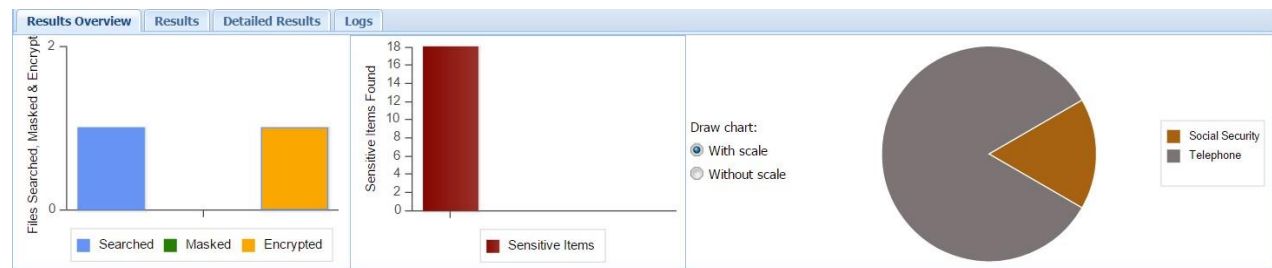 Results Overview
Results
Detailed Results
Logs
Files Searched, Masked & Encrypt
2
0
Searched
Masked
Encrypted
Sensitive Items Found
18
16
14
12
10
8
6
4
2
0
Sensitive Items
Draw chart:
With scale
Without scale
Social Security
Telephone